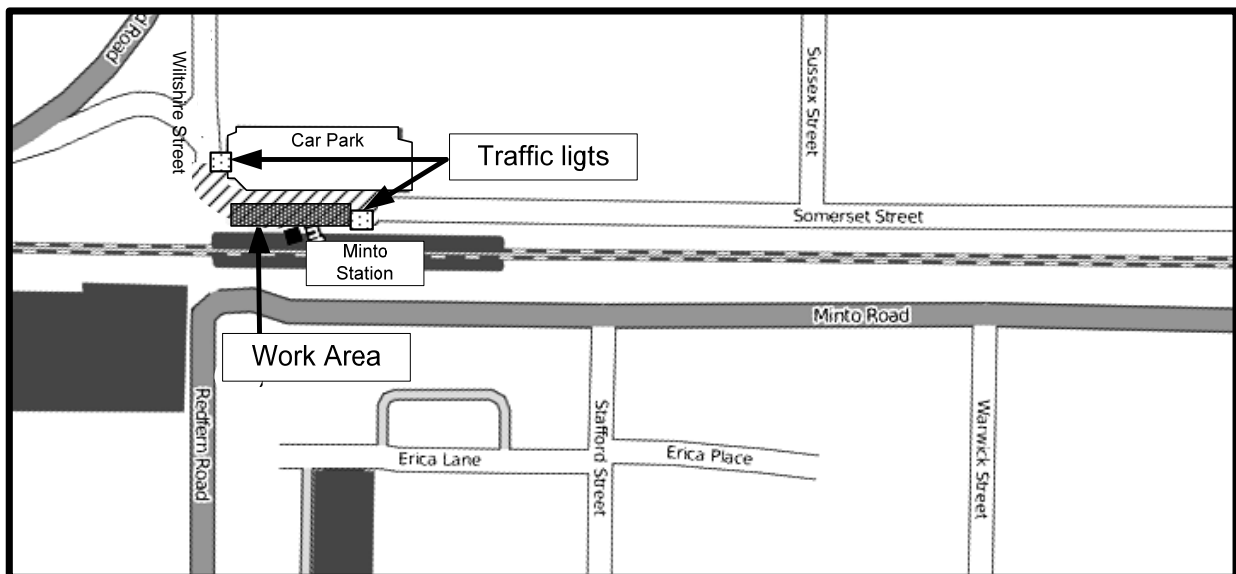 d Road
Wiltshire Street
Car Park
Traffic ligts
Sussex Street
Somerset Street
Minto
Station
Minto Road
Work Area
Redfern Road
Stafford Street
Warwick Street
Erica Lane
Erica Place